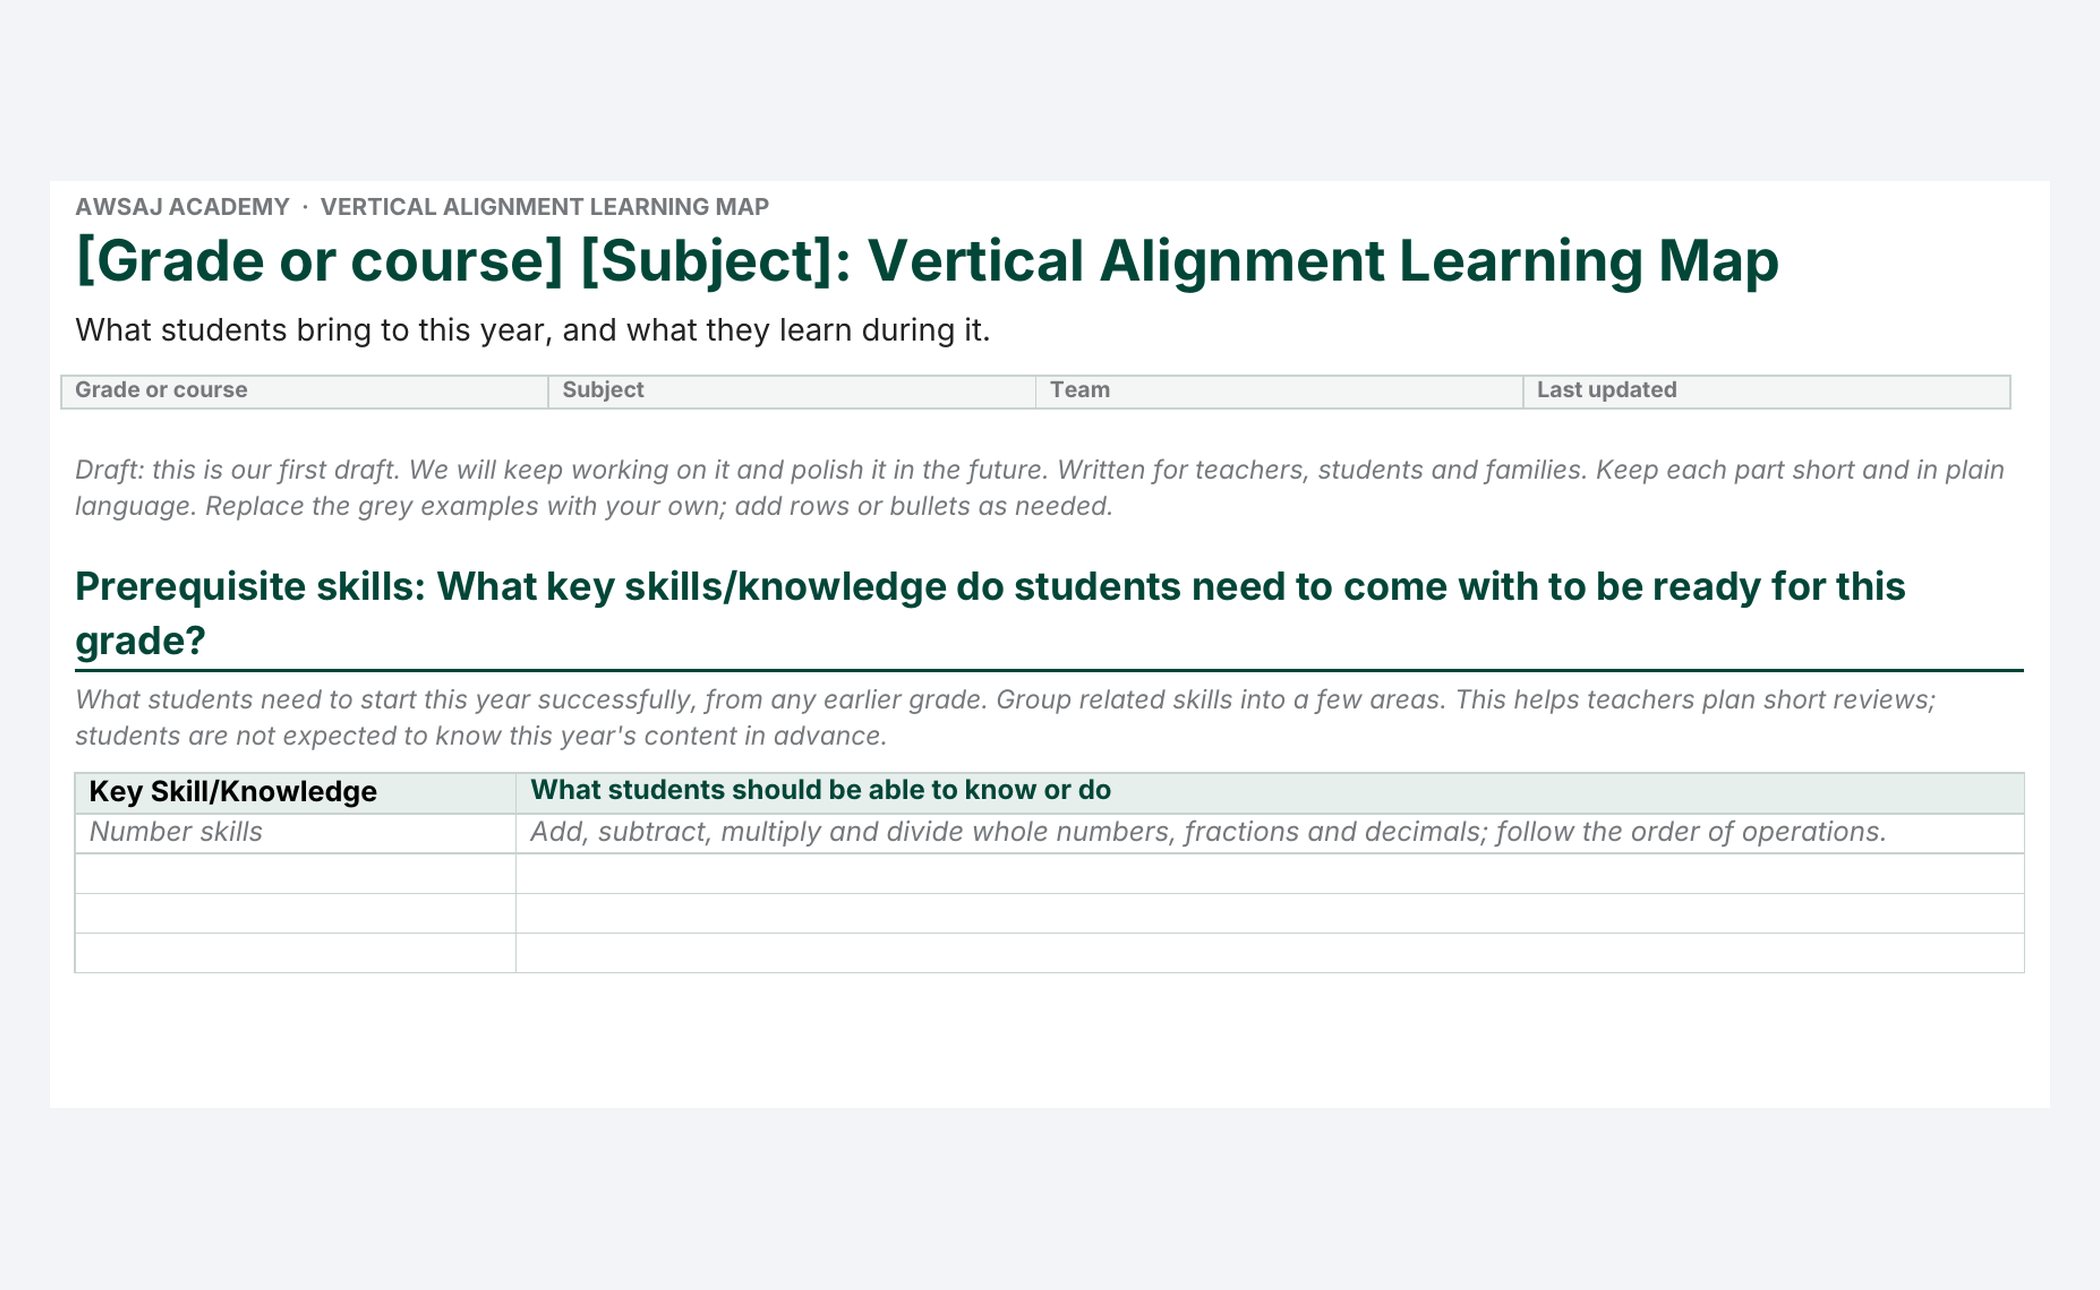 AWSAJ ACADEMY · VERTICAL ALIGNMENT LEARNING MAP
[Grade or course] [Subject]: Vertical Alignment Learning Map
What students bring to this year, and what they learn during it.
Grade or course Subject Team Last updated
Draft: this is our first draft. We will keep working on it and polish it in the future. Written for teachers, students and families. Keep each part short and in plain
language. Replace the grey examples with your own; add rows or bullets as needed.
Prerequisite skills: What key skills/knowledge do students need to come with to be ready for this
grade?
What students need to start this year successfully, from any earlier grade. Group related skills into a few areas. This helps teachers plan short reviews;
students are not expected to know this year's content in advance.
Key Skill/Knowledge What students should be able to know or do
Number skills Add, subtract, multiply and divide whole numbers, fractions and decimals; follow the order of operations.